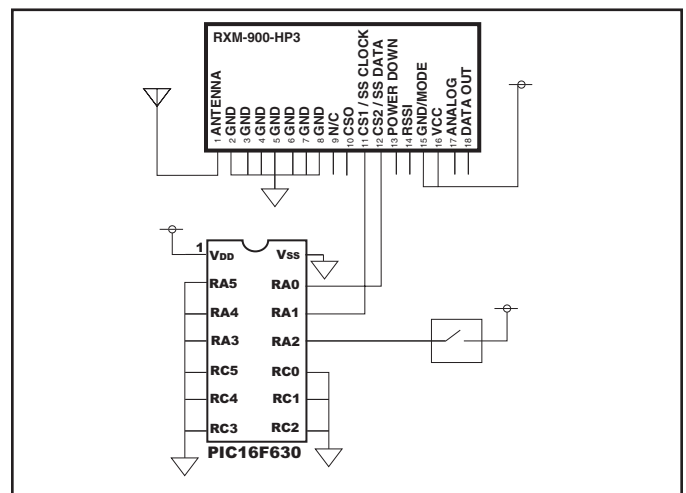 RXM-900-HP3
1 ANTENNA
2 GND
3 GND
4 GND
5 GND
6 GND
7 GND
8 GND
9 N/C
10 CSO
11 CS1 / SS CLOCK
12 CS2 / SS DATA
13 POWER DOWN
14 RSSI
15 GND/MODE
16 VCC
17 ANALOG
18 DATA OUT
1
VDD VSS
RA5 RA0
RA4 RA1
RA3 RA2
RC5 RC0
RC4 RC1
RC3 RC2
PIC16F630